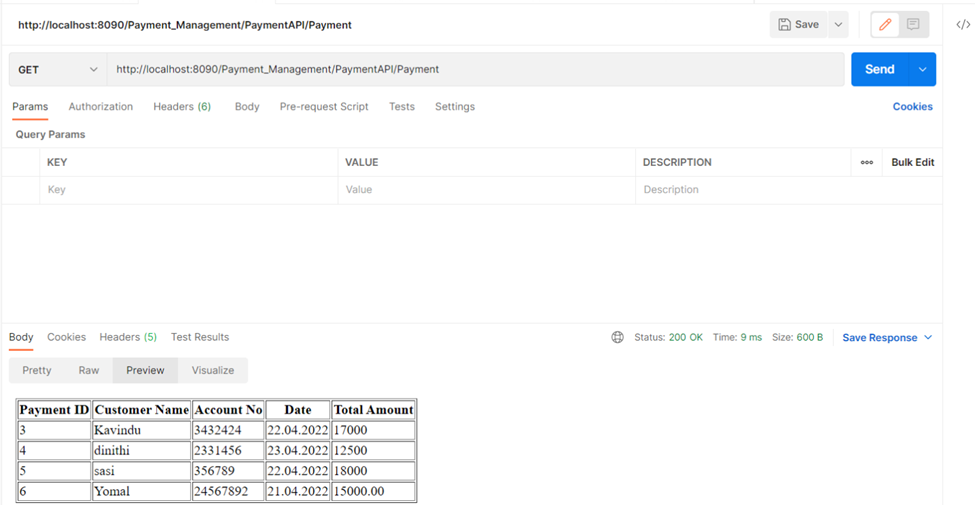 http://localhost:8090/Payment_Management/PaymentAPI/Payment Save </>
GET http://localhost:8090/Payment_Management/PaymentAPI/Payment Send
Params Authorization Headers (6) Body Pre-request Script Tests Settings Cookies
Query Params
KEY VALUE DESCRIPTION ooo Bulk Edit
Key Value Description
Body Cookies Headers (5) Test Results Status: 200 OK Time: 9 ms Size: 600 B Save Response
Pretty Raw Preview Visualize
Payment ID Customer Name Account No Date Total Amount
3 Kavindu 3432424 22.04.2022 17000
4 dinithi 2331456 23.04.2022 12500
5 sasi 356789 22.04.2022 18000
6 Yomal 24567892 21.04.2022 15000.00